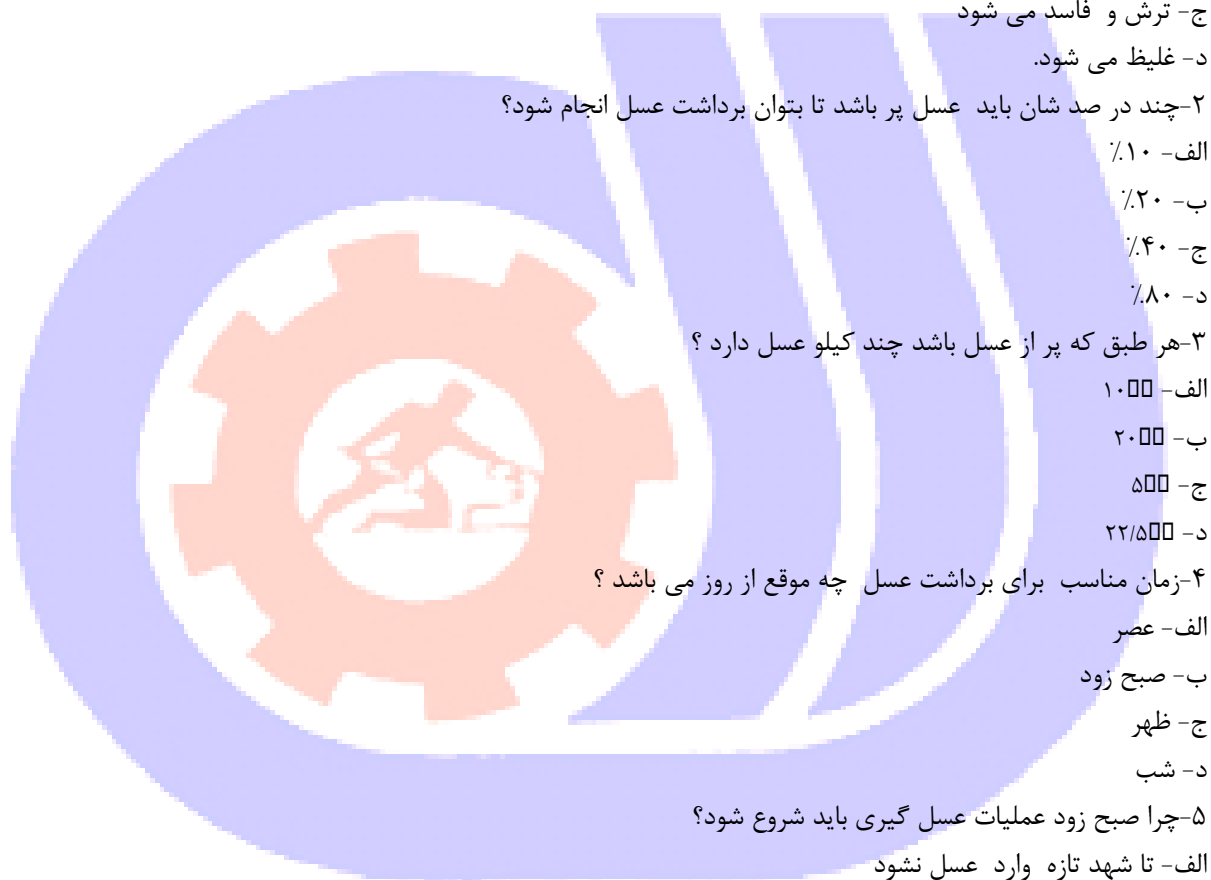 ج- ترش و فاسد می شود
د- غلیظ می شود.
۲-چند در صد شان باید عسل پر باشد تا بتوان برداشت عسل انجام شود؟
الف- ۱۰٪
ب- ۲۰٪
ج- ۴۰٪
د- ۸۰٪
۳-هر طبق که پر از عسل باشد چند کیلو عسل دارد ؟
الف- ۱۰
ب- ۲۰
ج- ۵
د- ۲۲/۵
۴-زمان مناسب برای برداشت عسل چه موقع از روز می باشد ؟
الف- عصر
ب- صبح زود
ج- ظهر
د- شب
۵-چرا صبح زود عملیات عسل گیری باید شروع شود؟
الف- تا شهد تازه وارد عسل نشود